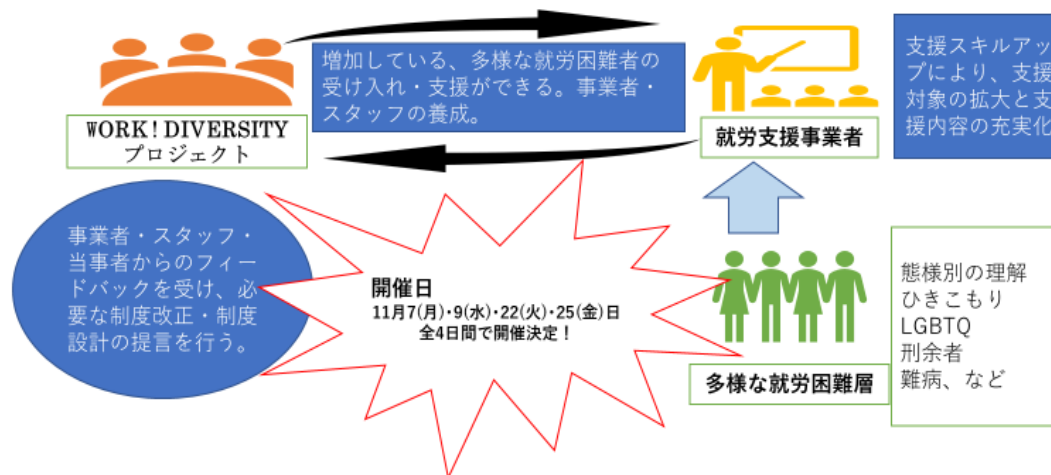 増加している、多様な就労困難者の
受け入れ・支援ができる。事業者・
スタッフの養成。
支援スキルアッ
プにより、支援
対象の拡大と支
援内容の充実化
WORK!DIVERSITY
プロジェクト
就労支援事業者
事業者・スタッフ・
当事者からのフィー
ドバックを受け、必
要な制度改正・制度
設計の提言を行う。
開催日
11月7(月)・9(水)・22(火)・25(金)日
全4日間で開催決定！
態様別の理解
ひきこもり
LGBTQ
刑余者
難病、など
多様な就労困難層